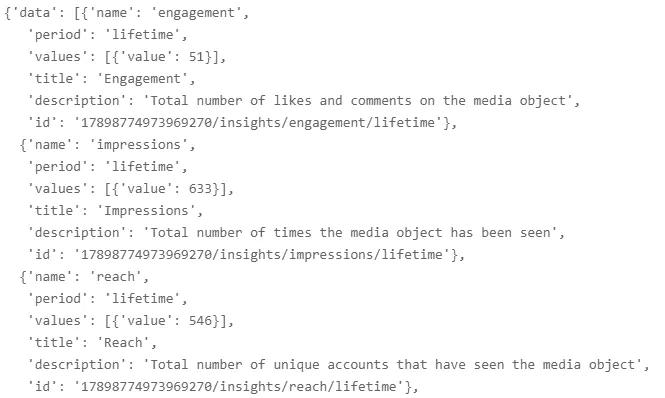 {'data': [{'name': 'engagement',
'period': 'lifetime',
'values': [{'value': 51}],
'title': 'Engagement',
'description': 'Total number of likes and comments on the media object',
'id': '17898774973969270/insights/engagement/lifetime'},
{'name': 'impressions',
'period': 'lifetime',
'values': [{'value': 633}],
'title': 'Impressions',
'description': 'Total number of times the media object has been seen',
'id': '17898774973969270/insights/impressions/lifetime'},
{'name': 'reach',
'period': 'lifetime',
'values': [{'value': 546}],
'title': 'Reach',
'description': 'Total number of unique accounts that have seen the media object',
'id': '17898774973969270/insights/reach/lifetime'},